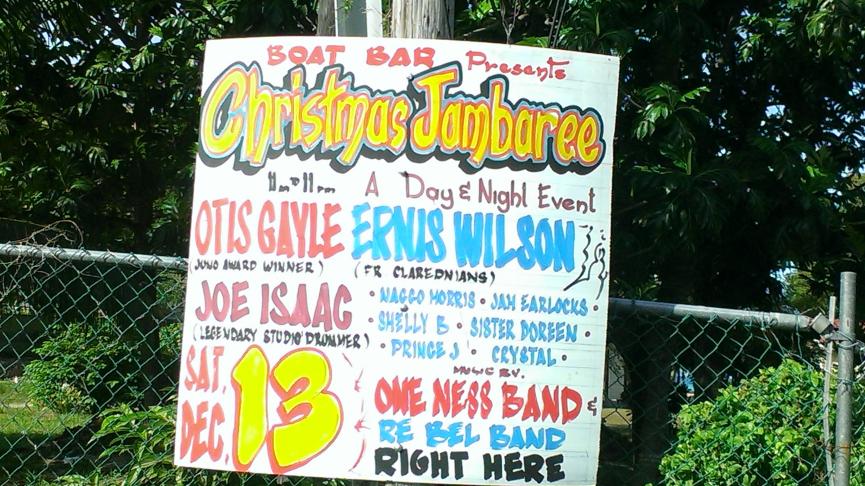 BOAT BAR Presents
Christmas Jambaree
11am TO 11pm A Day & Night Event
OTIS GAYLE ERNIS WILSON
(JUNO AWARD WINNER) (FR CLAREDNIANS)
JOE ISAAC
(LEGENDARY STUDIO DRUMMER)
• NAGGO MORRIS • JAH EARLOCKS •
SHELLY B • SISTER DOREEN •
• PRINCE J • CRYSTAL •
MUSIC BY.
SAT. DEC. 13
ONE NESS BAND &
RE BEL BAND
RIGHT HERE